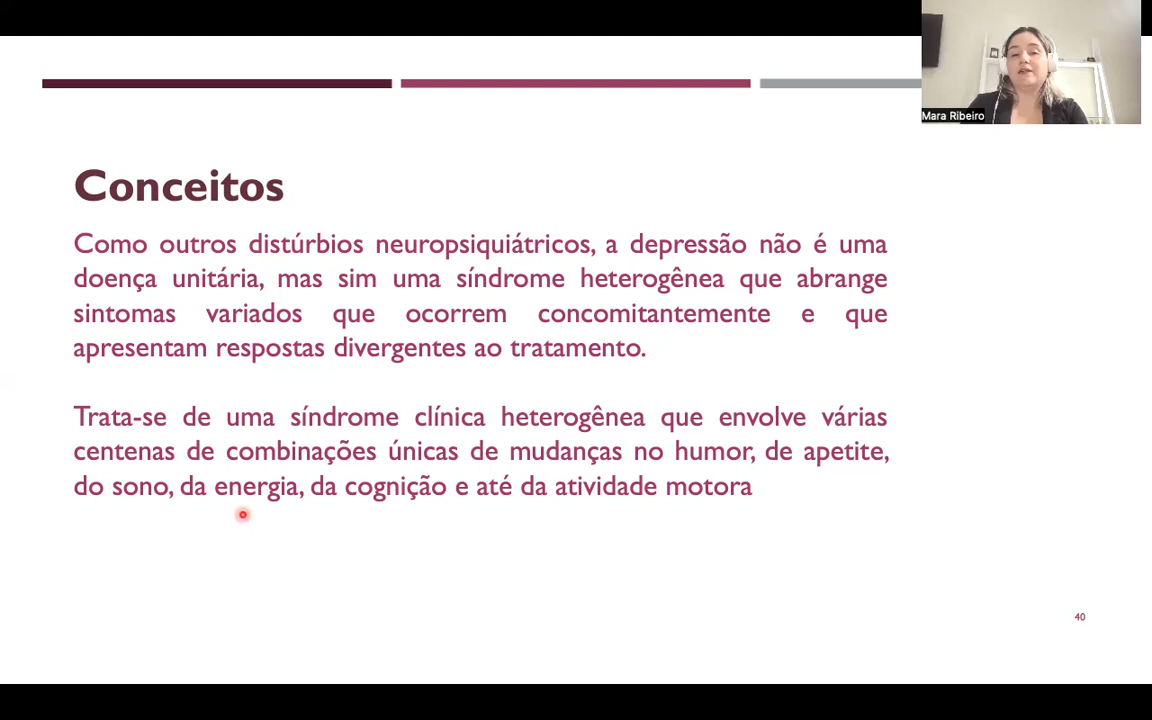 Mara Ribeiro
Conceitos
Como outros distúrbios neuropsiquiátricos, a depressão não é uma
doença unitária, mas sim uma síndrome heterogênea que abrange
sintomas variados que ocorrem concomitantemente e que
apresentam respostas divergentes ao tratamento.
Trata-se de uma síndrome clínica heterogênea que envolve várias
centenas de combinações únicas de mudanças no humor, de apetite,
do sono, da energia, da cognição e até da atividade motora
40